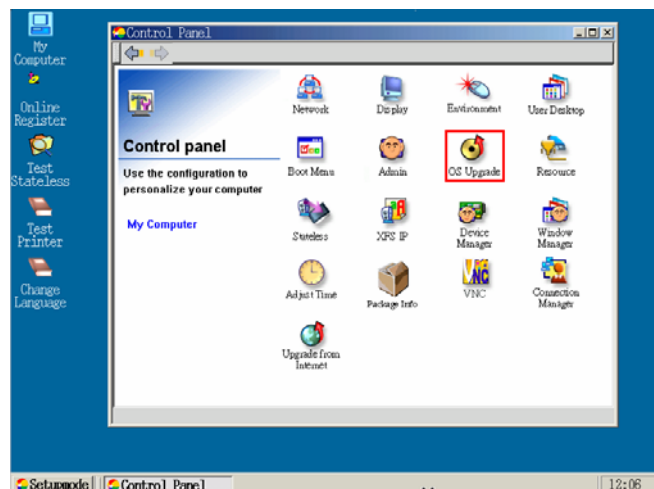 My
Computer
Online
Register
Test
Stateless
Test
Printer
Change
Language
Control Panel
Control panel
Use the configuration to
personalize your computer
My Computer
Network
Display
Environment
User Desktop
Boot Menu
Admin
OS Upgrade
Resource
Stateless
XFS IP
Device
Manager
Window
Manager
Adjust Time
Package Info
VNC
VNC
Connection
Manager
Upgrade from
Internet
Setupmode
Control Panel
12:06